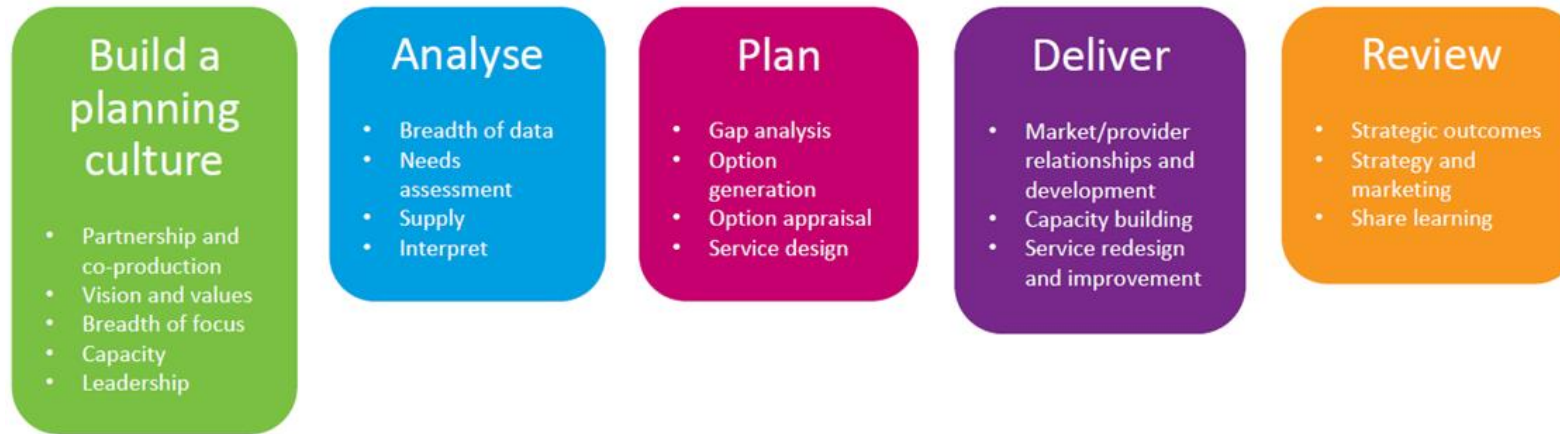 Build a
planning
culture
• Partnership and
co-production
• Vision and values
• Breadth of focus
• Capacity
• Leadership
Analyse
• Breadth of data
• Needs
assessment
• Supply
• Interpret
Plan
• Gap analysis
• Option
generation
• Option appraisal
• Service design
Deliver
• Market/provider
relationships and
development
• Capacity building
• Service redesign
and improvement
Review
• Strategic outcomes
• Strategy and
marketing
• Share learning